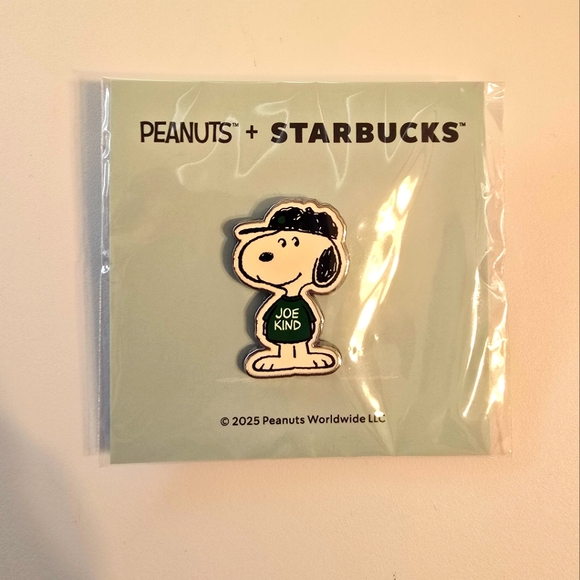 PEANUTS™ + STARBUCKS™
JOE
KIND
© 2025 Peanuts Worldwide LLC